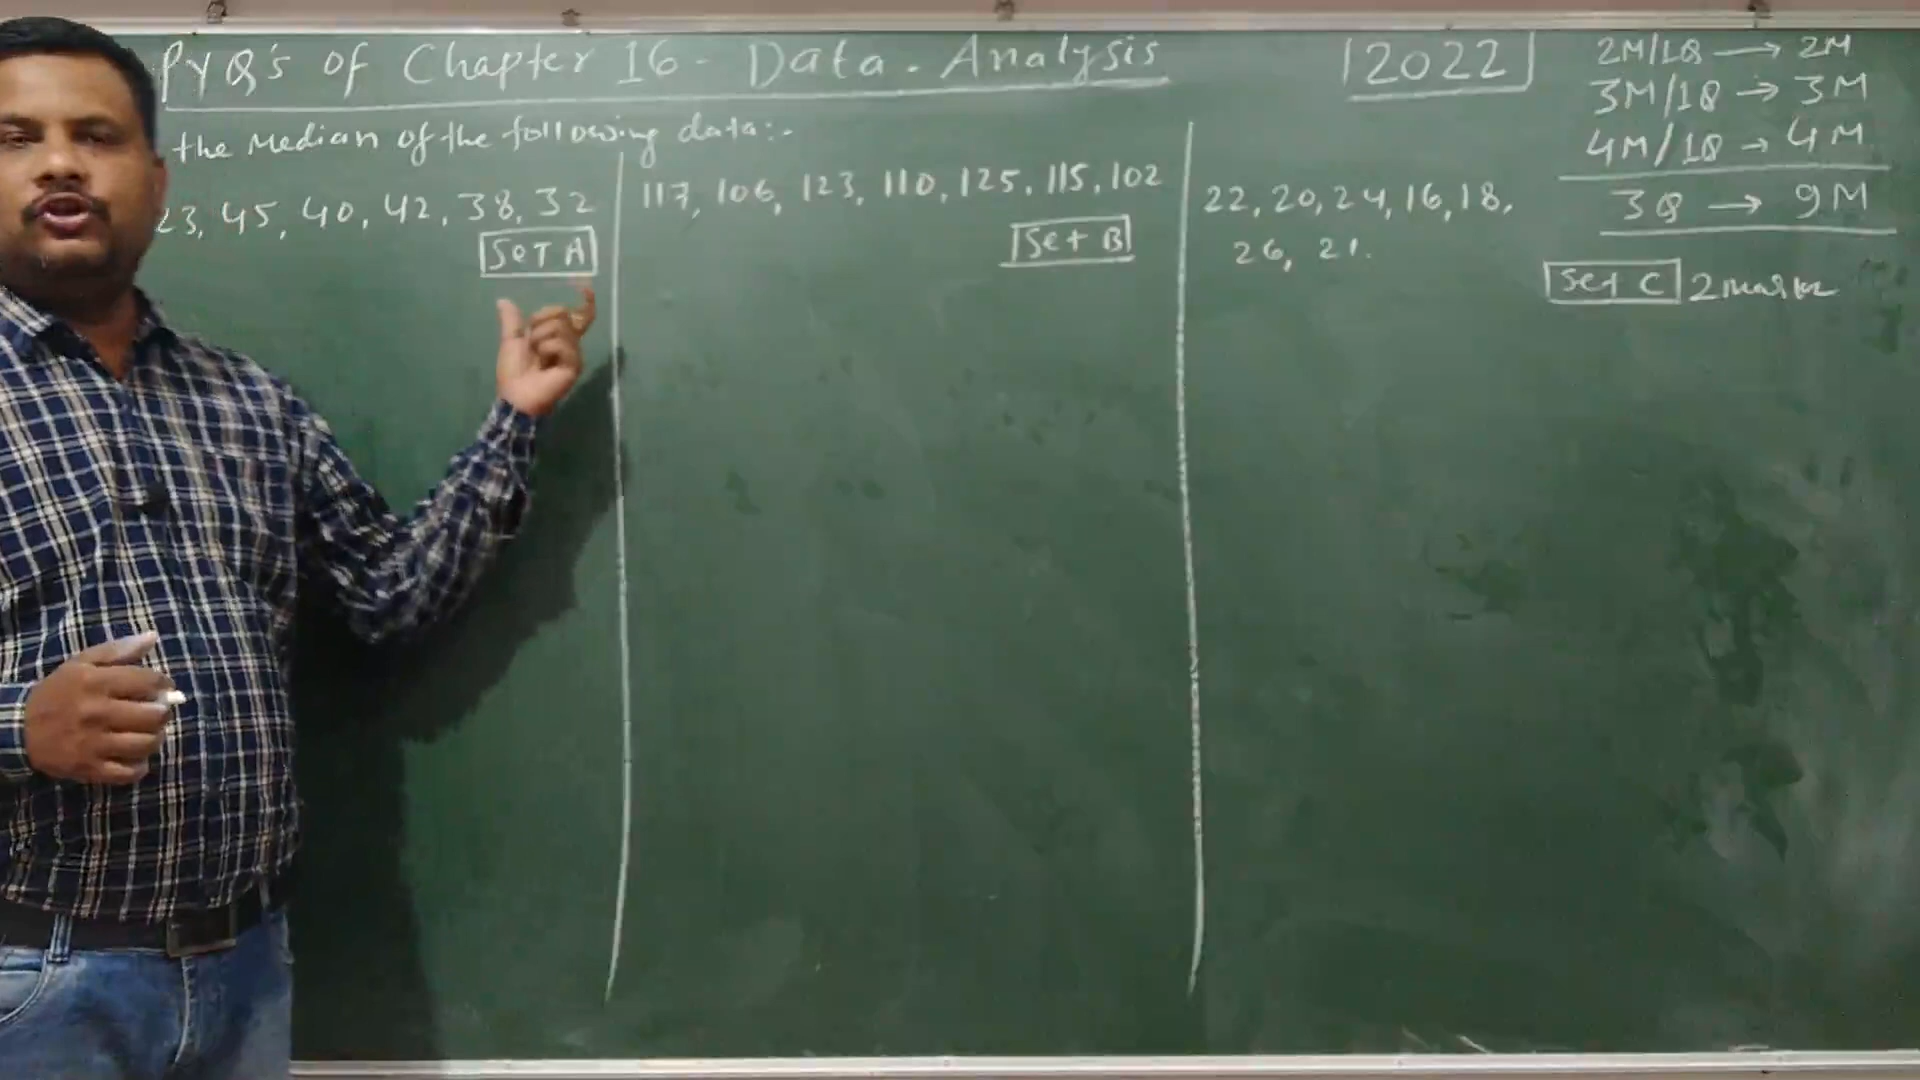 PYQ's of Chapter 16- Data. Analysis
the Median of the following data:-
23, 45, 40, 42, 38, 32
SeT A
117, 106, 123, 110, 125, 115, 102
Set B
22, 20, 24, 16, 18,
26, 21.
Set C 2 marks
2022
2M/1Q → 2M
3M/1Q → 3M
4M/1Q → 4M
3Q → 9M